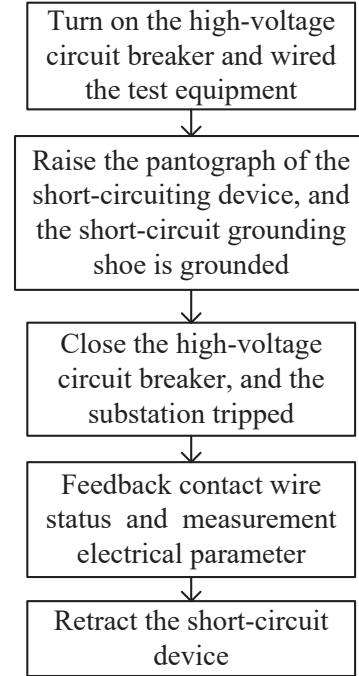 Turn on the high-voltage
circuit breaker and wired
the test equipment
Raise the pantograph of the
short-circuiting device, and
the short-circuit grounding
shoe is grounded
Close the high-voltage
circuit breaker, and the
substation tripped
Feedback contact wire
status and measurement
electrical parameter
Retract the short-circuit
device